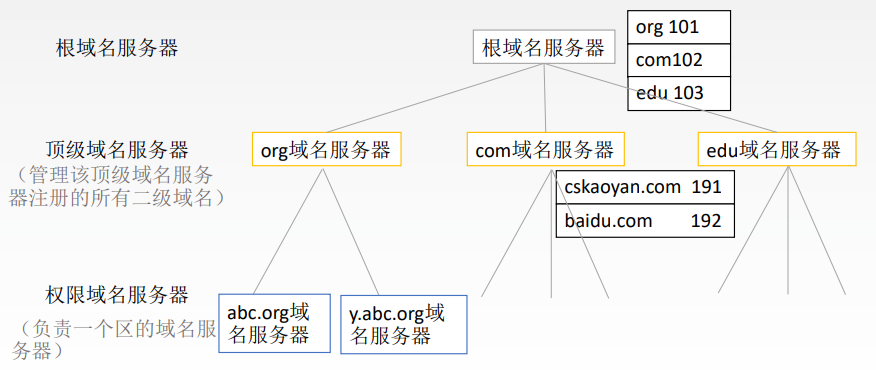 根域名服务器
根域名服务器
org 101
com102
edu 103
顶级域名服务器
（管理该顶级域名服务
器注册的所有二级域名）
org域名服务器
com域名服务器
edu域名服务器
cskaoyan.com 191
baidu.com 192
权限域名服务器
（负责一个区的域名服
务器）
abc.org域
名服务器
y.abc.org域
名服务器